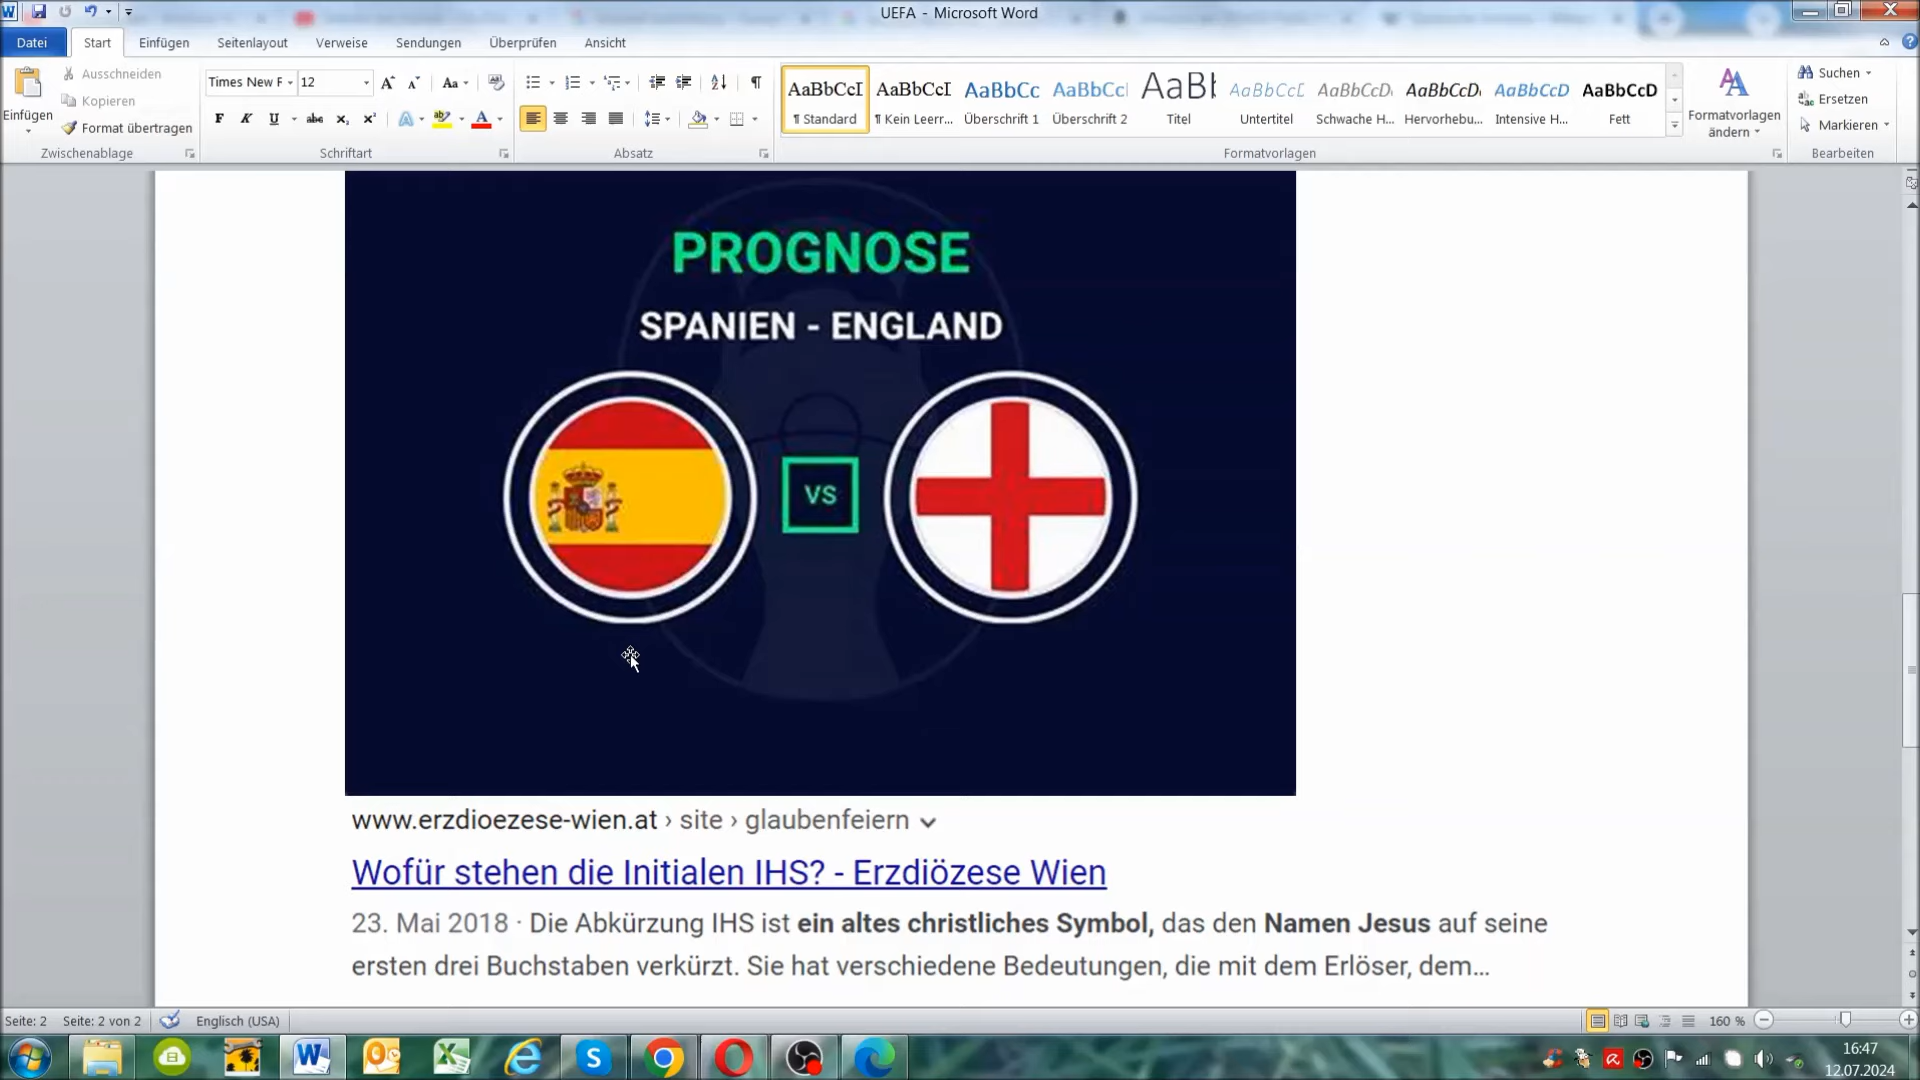 UEFA - Microsoft Word
Datei Start Einfügen Seitenlayout Verweise Sendungen Überprüfen Ansicht
Einfügen
Ausschneiden
Kopieren
Format übertragen
Zwischenablage
Times New F 12
F K U abc x₂ x²
Schriftart
Absatz
AaBbCcI AaBbCcI AaBbCc AaBbCcI AaBb AaBbCcL AaBbCcD AaBbCcD AaBbCcD AaBbCcD
¶ Standard ¶ Kein Leerr... Überschrift 1 Überschrift 2 Titel Untertitel Schwache H... Hervorhebu... Intensive H... Fett
Formatvorlagen
Formatvorlagen ändern
Suchen
Ersetzen
Markieren
Bearbeiten
PROGNOSE
SPANIEN - ENGLAND
VS
www.erzdioezese-wien.at › site › glaubenfeiern
Wofür stehen die Initialen IHS? - Erzdiözese Wien
23. Mai 2018 · Die Abkürzung IHS ist ein altes christliches Symbol, das den Namen Jesus auf seine
ersten drei Buchstaben verkürzt. Sie hat verschiedene Bedeutungen, die mit dem Erlöser, dem...
Seite: 2 Seite: 2 von 2 Englisch (USA) 160 %
16:47
12.07.2024